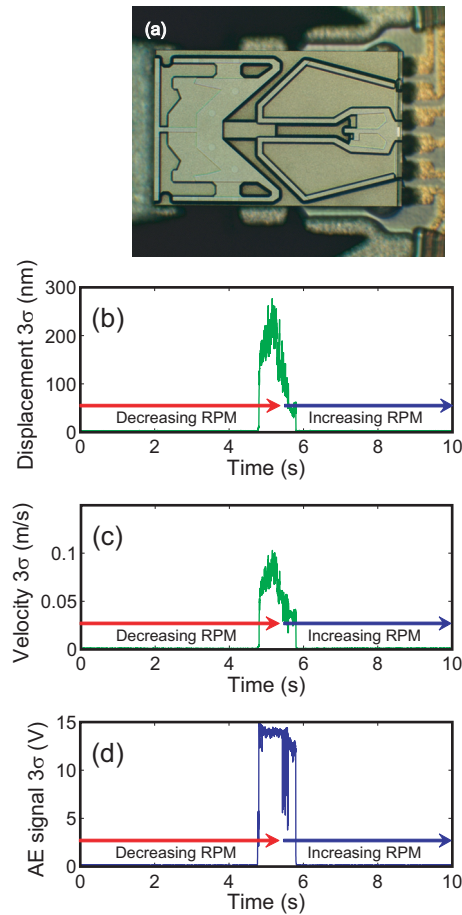 (a)
300
200
100
0
Displacement 3σ (nm)
(b)
Decreasing RPM
Increasing RPM
0
2
4
6
8
10
Time (s)
0.1
0.05
0
Velocity 3σ (m/s)
(c)
Decreasing RPM
Increasing RPM
0
2
4
6
8
10
Time (s)
15
10
5
0
AE signal 3σ (V)
(d)
Decreasing RPM
Increasing RPM
0
2
4
6
8
10
Time (s)